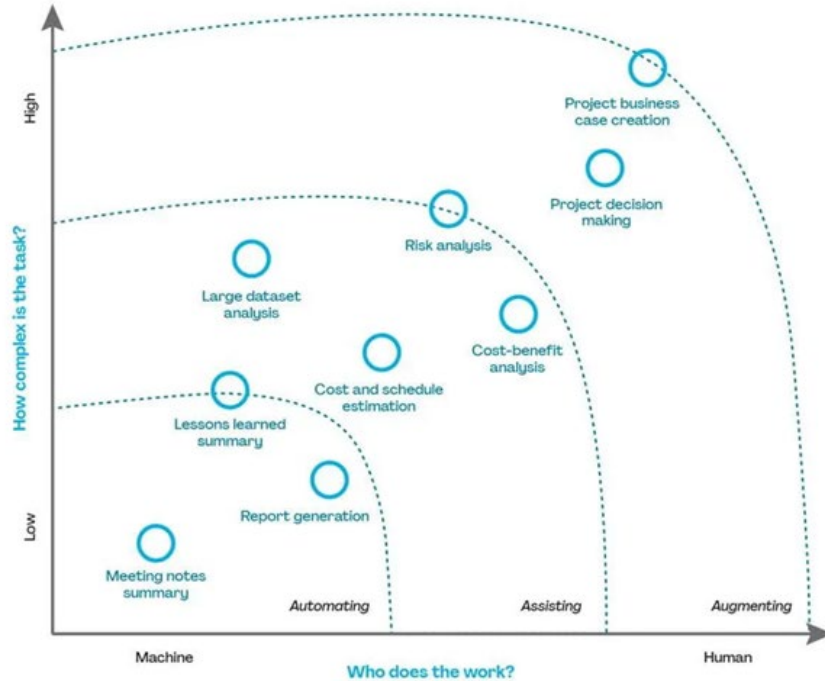 High
Project business
case creation
Project decision
making
How complex is the task?
Risk analysis
Large dataset
analysis
Cost-benefit
analysis
Cost and schedule
estimation
Lessons learned
summary
Report generation
Low
Meeting notes
summary
Automating
Assisting
Augmenting
Machine
Human
Who does the work?